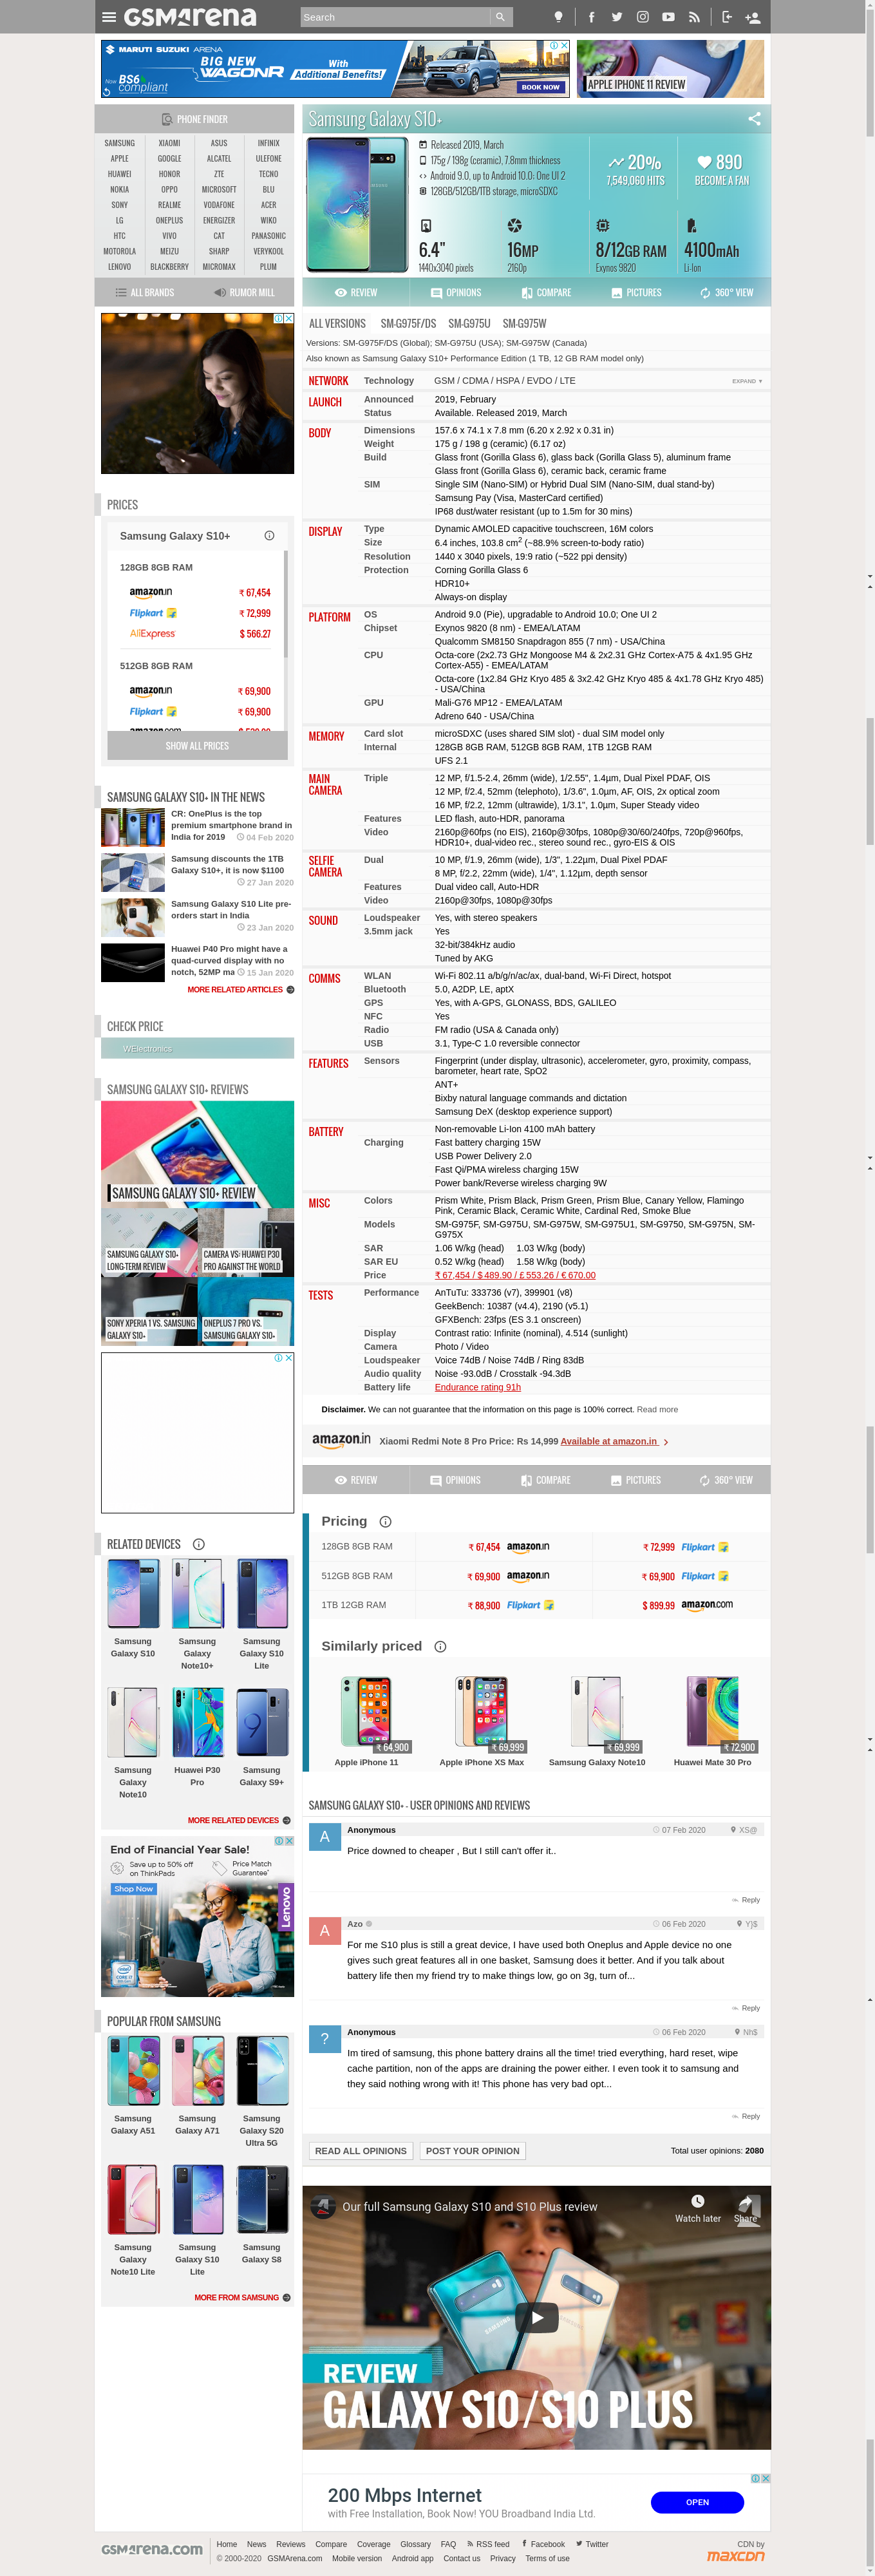 GSMArena
Search
MARUTI SUZUKI ARENA
Now BS6 compliant
BIG NEW WAGONR
With Additional Benefits!
BOOK NOW
APPLE IPHONE 11 REVIEW
PHONE FINDER
SAMSUNG XIAOMI ASUS INFINIX
APPLE GOOGLE ALCATEL ULEFONE
HUAWEI HONOR ZTE TECNO
NOKIA OPPO MICROSOFT BLU
SONY REALME VODAFONE ACER
LG ONEPLUS ENERGIZER WIKO
HTC VIVO CAT PANASONIC
MOTOROLA MEIZU SHARP VERYKOOL
LENOVO BLACKBERRY MICROMAX PLUM
ALL BRANDS RUMOR MILL
Samsung Galaxy S10+
Released 2019, March
175g / 198g (ceramic), 7.8mm thickness
Android 9.0, up to Android 10.0; One UI 2
128GB/512GB/1TB storage, microSDXC
20%
7,549,060 HITS
890
BECOME A FAN
6.4"
1440x3040 pixels
16MP
2160p
8/12GB RAM
Exynos 9820
4100mAh
Li-Ion
REVIEW OPINIONS COMPARE PICTURES 360° VIEW
ALL VERSIONS SM-G975F/DS SM-G975U SM-G975W
Versions: SM-G975F/DS (Global); SM-G975U (USA); SM-G975W (Canada)
Also known as Samsung Galaxy S10+ Performance Edition (1 TB, 12 GB RAM model only)
NETWORK Technology GSM / CDMA / HSPA / EVDO / LTE EXPAND ▼
LAUNCH Announced 2019, February
Status Available. Released 2019, March
BODY Dimensions 157.6 x 74.1 x 7.8 mm (6.20 x 2.92 x 0.31 in)
Weight 175 g / 198 g (ceramic) (6.17 oz)
Build Glass front (Gorilla Glass 6), glass back (Gorilla Glass 5), aluminum frame
Glass front (Gorilla Glass 6), ceramic back, ceramic frame
SIM Single SIM (Nano-SIM) or Hybrid Dual SIM (Nano-SIM, dual stand-by)
Samsung Pay (Visa, MasterCard certified)
IP68 dust/water resistant (up to 1.5m for 30 mins)
DISPLAY Type Dynamic AMOLED capacitive touchscreen, 16M colors
Size 6.4 inches, 103.8 cm2 (~88.9% screen-to-body ratio)
Resolution 1440 x 3040 pixels, 19:9 ratio (~522 ppi density)
Protection Corning Gorilla Glass 6
HDR10+
Always-on display
PLATFORM OS Android 9.0 (Pie), upgradable to Android 10.0; One UI 2
Chipset Exynos 9820 (8 nm) - EMEA/LATAM
Qualcomm SM8150 Snapdragon 855 (7 nm) - USA/China
CPU Octa-core (2x2.73 GHz Mongoose M4 & 2x2.31 GHz Cortex-A75 & 4x1.95 GHz
Cortex-A55) - EMEA/LATAM
Octa-core (1x2.84 GHz Kryo 485 & 3x2.42 GHz Kryo 485 & 4x1.78 GHz Kryo 485)
- USA/China
GPU Mali-G76 MP12 - EMEA/LATAM
Adreno 640 - USA/China
MEMORY Card slot microSDXC (uses shared SIM slot) - dual SIM model only
Internal 128GB 8GB RAM, 512GB 8GB RAM, 1TB 12GB RAM
UFS 2.1
MAIN CAMERA Triple 12 MP, f/1.5-2.4, 26mm (wide), 1/2.55", 1.4µm, Dual Pixel PDAF, OIS
12 MP, f/2.4, 52mm (telephoto), 1/3.6", 1.0µm, AF, OIS, 2x optical zoom
16 MP, f/2.2, 12mm (ultrawide), 1/3.1", 1.0µm, Super Steady video
Features LED flash, auto-HDR, panorama
Video 2160p@60fps (no EIS), 2160p@30fps, 1080p@30/60/240fps, 720p@960fps,
HDR10+, dual-video rec., stereo sound rec., gyro-EIS & OIS
SELFIE CAMERA Dual 10 MP, f/1.9, 26mm (wide), 1/3", 1.22µm, Dual Pixel PDAF
8 MP, f/2.2, 22mm (wide), 1/4", 1.12µm, depth sensor
Features Dual video call, Auto-HDR
Video 2160p@30fps, 1080p@30fps
SOUND Loudspeaker Yes, with stereo speakers
3.5mm jack Yes
32-bit/384kHz audio
Tuned by AKG
COMMS WLAN Wi-Fi 802.11 a/b/g/n/ac/ax, dual-band, Wi-Fi Direct, hotspot
Bluetooth 5.0, A2DP, LE, aptX
GPS Yes, with A-GPS, GLONASS, BDS, GALILEO
NFC Yes
Radio FM radio (USA & Canada only)
USB 3.1, Type-C 1.0 reversible connector
FEATURES Sensors Fingerprint (under display, ultrasonic), accelerometer, gyro, proximity, compass,
barometer, heart rate, SpO2
ANT+
Bixby natural language commands and dictation
Samsung DeX (desktop experience support)
BATTERY Non-removable Li-Ion 4100 mAh battery
Charging Fast battery charging 15W
USB Power Delivery 2.0
Fast Qi/PMA wireless charging 15W
Power bank/Reverse wireless charging 9W
MISC Colors Prism White, Prism Black, Prism Green, Prism Blue, Canary Yellow, Flamingo
Pink, Ceramic Black, Ceramic White, Cardinal Red, Smoke Blue
Models SM-G975F, SM-G975U, SM-G975W, SM-G975U1, SM-G9750, SM-G975N, SM-
G975X
SAR 1.06 W/kg (head) 1.03 W/kg (body)
SAR EU 0.52 W/kg (head) 1.58 W/kg (body)
Price ₹ 67,454 / $ 489.90 / £ 553.26 / € 670.00
TESTS Performance AnTuTu: 333736 (v7), 399901 (v8)
GeekBench: 10387 (v4.4), 2190 (v5.1)
GFXBench: 23fps (ES 3.1 onscreen)
Display Contrast ratio: Infinite (nominal), 4.514 (sunlight)
Camera Photo / Video
Loudspeaker Voice 74dB / Noise 74dB / Ring 83dB
Audio quality Noise -93.0dB / Crosstalk -94.3dB
Battery life Endurance rating 91h
Disclaimer. We can not guarantee that the information on this page is 100% correct. Read more
amazon.in Xiaomi Redmi Note 8 Pro Price: Rs 14,999 Available at amazon.in
REVIEW OPINIONS COMPARE PICTURES 360° VIEW
Pricing
128GB 8GB RAM ₹ 67,454 amazon.in ₹ 72,999 Flipkart
512GB 8GB RAM ₹ 69,900 amazon.in ₹ 69,900 Flipkart
1TB 12GB RAM ₹ 88,900 Flipkart $ 899.99 amazon.com
Similarly priced
₹ 64,900 ₹ 69,999 ₹ 69,999 ₹ 72,900
Apple iPhone 11 Apple iPhone XS Max Samsung Galaxy Note10 Huawei Mate 30 Pro
SAMSUNG GALAXY S10+ - USER OPINIONS AND REVIEWS
A Anonymous 07 Feb 2020 XS@
Price downed to cheaper , But I still can't offer it..
Reply
A Azo 06 Feb 2020 Y}$
For me S10 plus is still a great device, I have used both Oneplus and Apple device no one
gives such great features all in one basket, Samsung does it better. And if you talk about
battery life then my friend try to make things low, go on 3g, turn of...
Reply
? Anonymous 06 Feb 2020 Nh$
Im tired of samsung, this phone battery drains all the time! tried everything, hard reset, wipe
cache partition, non of the apps are draining the power either. I even took it to samsung and
they said nothing wrong with it! This phone has very bad opt...
Reply
READ ALL OPINIONS POST YOUR OPINION Total user opinions: 2080
Our full Samsung Galaxy S10 and S10 Plus review
Watch later Share
REVIEW
GALAXY S10/S10 PLUS
200 Mbps Internet
with Free Installation, Book Now! YOU Broadband India Ltd.
OPEN
PRICES
Samsung Galaxy S10+
128GB 8GB RAM
amazon.in ₹ 67,454
Flipkart ₹ 72,999
AliExpress $ 566.27
512GB 8GB RAM
amazon.in ₹ 69,900
Flipkart ₹ 69,900
SHOW ALL PRICES
SAMSUNG GALAXY S10+ IN THE NEWS
CR: OnePlus is the top
premium smartphone brand in
India for 2019 04 Feb 2020
Samsung discounts the 1TB
Galaxy S10+, it is now $1100
27 Jan 2020
Samsung Galaxy S10 Lite pre-
orders start in India
23 Jan 2020
Huawei P40 Pro might have a
quad-curved display with no
notch, 52MP ma 15 Jan 2020
MORE RELATED ARTICLES
CHECK PRICE
WElectronics
SAMSUNG GALAXY S10+ REVIEWS
SAMSUNG GALAXY S10+ REVIEW
SAMSUNG GALAXY S10+ LONG-TERM REVIEW
CAMERA VS: HUAWEI P30 PRO AGAINST THE WORLD
SONY XPERIA 1 VS. SAMSUNG GALAXY S10+
ONEPLUS 7 PRO VS. SAMSUNG GALAXY S10+
RELATED DEVICES
Samsung Galaxy S10
Samsung Galaxy Note10+
Samsung Galaxy S10 Lite
Samsung Galaxy Note10
Huawei P30 Pro
Samsung Galaxy S9+
MORE RELATED DEVICES
End of Financial Year Sale!
Save up to 50% off on ThinkPads
Price Match Guarantee*
Shop Now
Lenovo
POPULAR FROM SAMSUNG
Samsung Galaxy A51
Samsung Galaxy A71
Samsung Galaxy S20 Ultra 5G
Samsung Galaxy Note10 Lite
Samsung Galaxy S10 Lite
Samsung Galaxy S8
MORE FROM SAMSUNG
GSMArena.com
Home News Reviews Compare Coverage Glossary FAQ RSS feed Facebook Twitter
© 2000-2020 GSMArena.com Mobile version Android app Contact us Privacy Terms of use
CDN by
MAXCDN